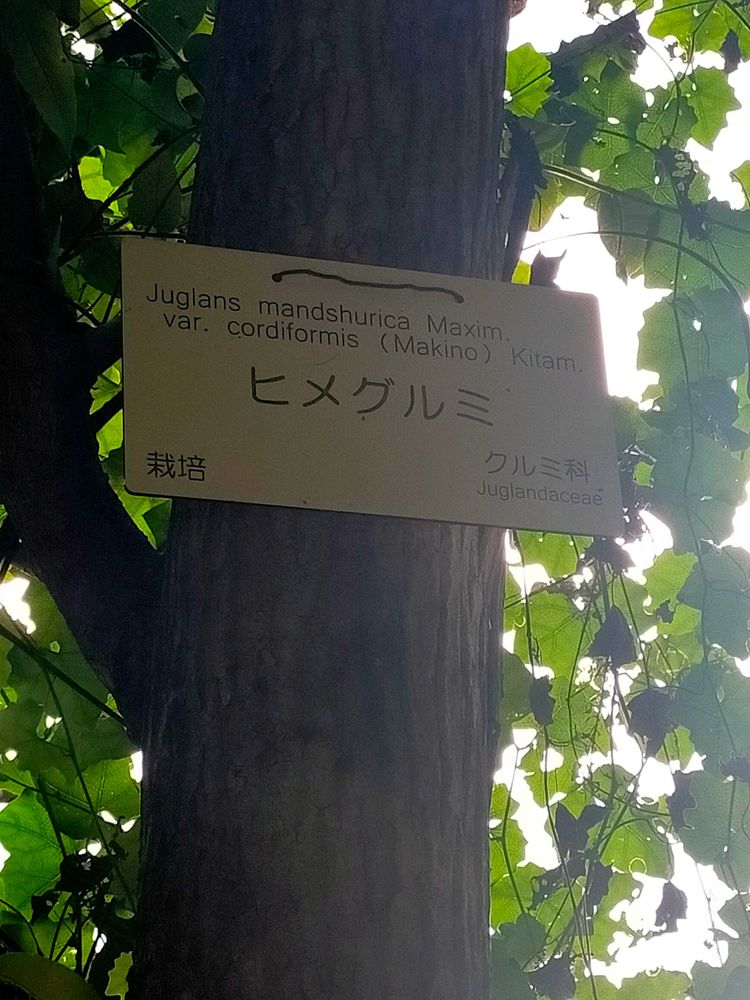 Juglans mandshurica Maxim.
var. cordiformis (Makino) Kitam.
ヒメグルミ
栽培
クルミ科
Juglandaceae